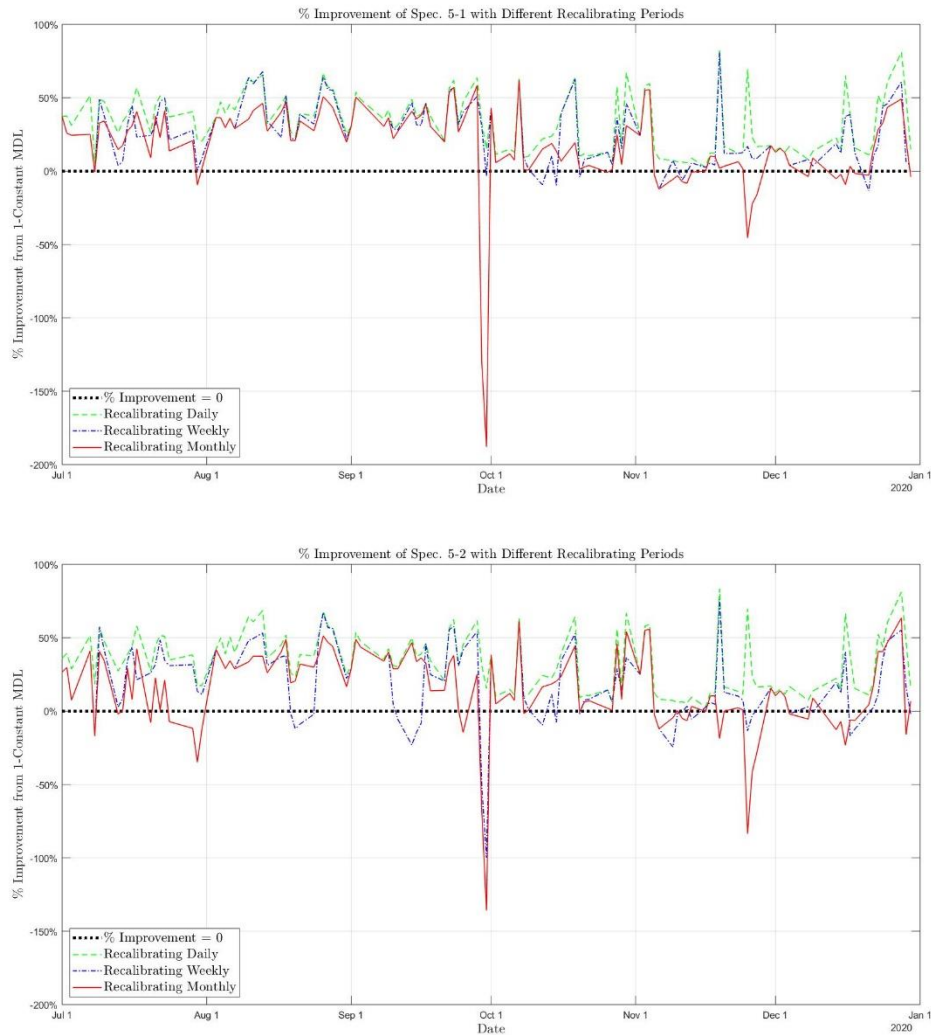 % Improvement of Spec. 5-1 with Different Recalibrating Periods
100%
50%
0%
-50%
-100%
-150%
-200%
% Improvement from 1-Constant MDL
% Improvement = 0
Recalibrating Daily
Recalibrating Weekly
Recalibrating Monthly
Jul 1 Aug 1 Sep 1 Oct 1 Nov 1 Dec 1 Jan 1
Date
2020
% Improvement of Spec. 5-2 with Different Recalibrating Periods
100%
50%
0%
-50%
-100%
-150%
-200%
% Improvement from 1-Constant MDL
% Improvement = 0
Recalibrating Daily
Recalibrating Weekly
Recalibrating Monthly
Jul 1 Aug 1 Sep 1 Oct 1 Nov 1 Dec 1 Jan 1
Date
2020